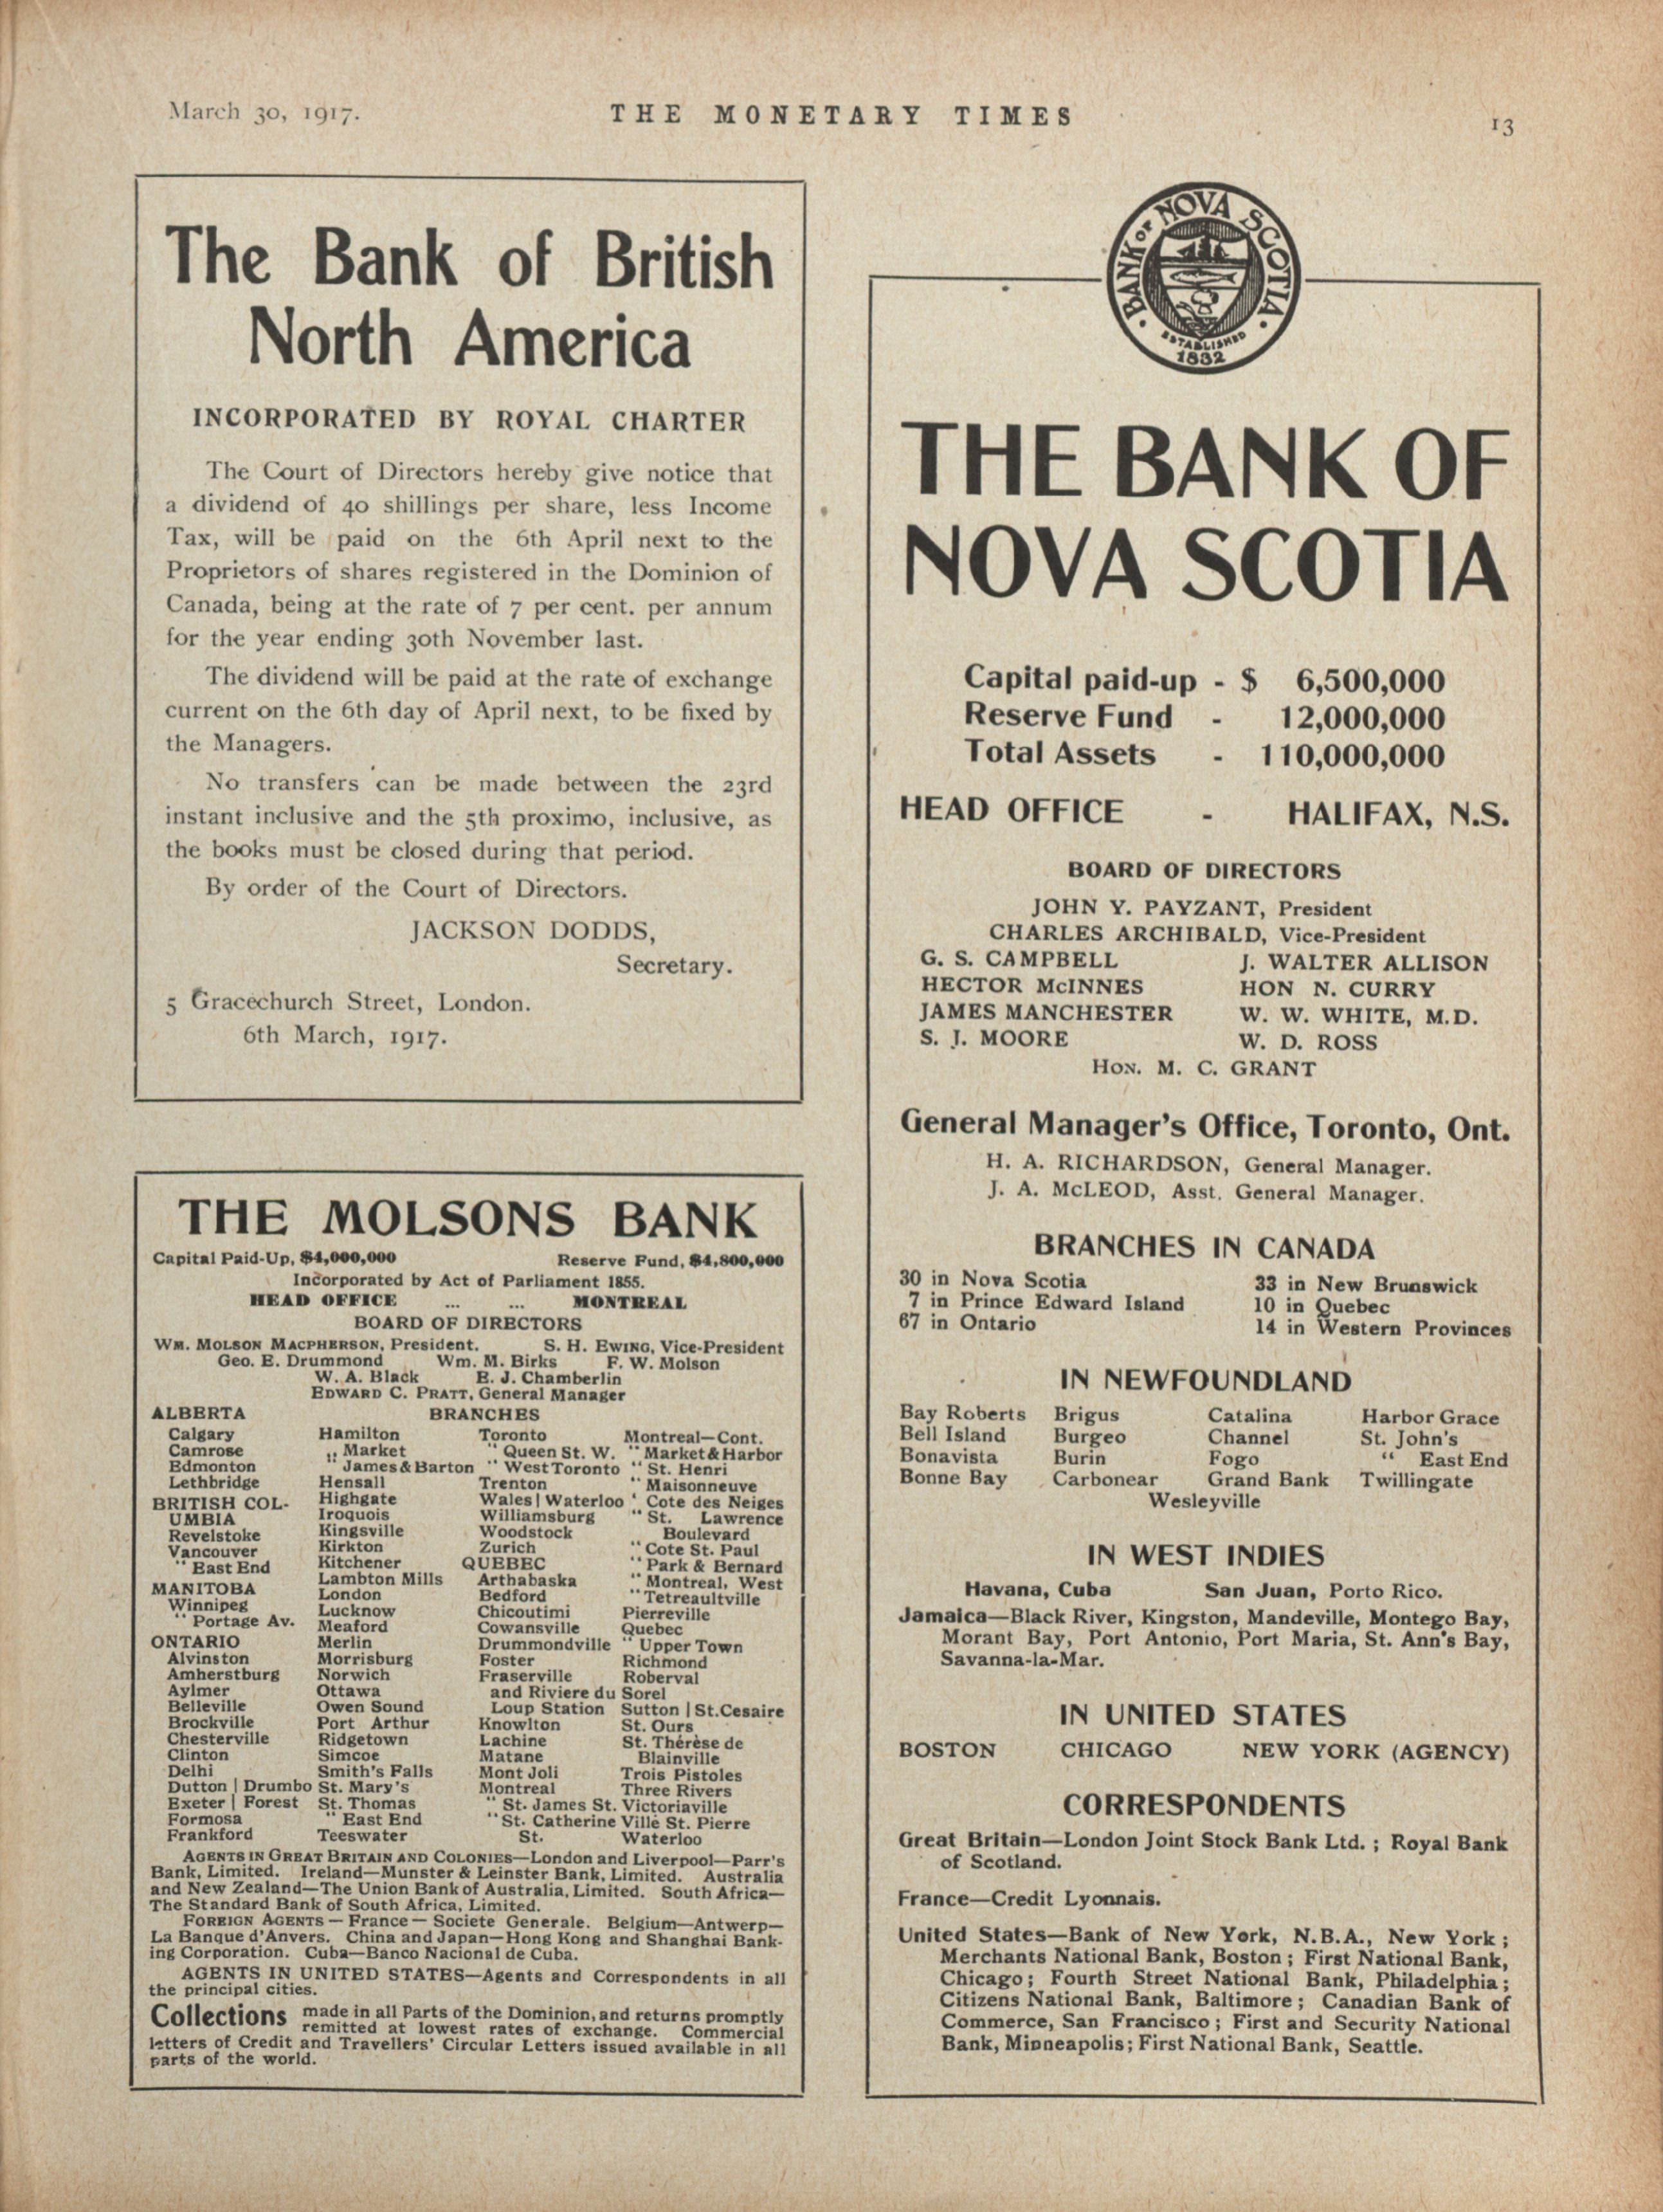 March 30, 1917.
THE MONETARY TIMES
13
The Bank of British
North America
INCORPORATED BY ROYAL CHARTER
The Court of Directors hereby give notice that
a dividend of 40 shillings per share, less Income
Tax, will be paid on the 6th April next to the
Proprietors of shares registered in the Dominion of
Canada, being at the rate of 7 per cent. per annum
for the year ending 30th November last.
The dividend will be paid at the rate of exchange
current on the 6th day of April next, to be fixed by
the Managers.
No transfers can be made between the 23rd
instant inclusive and the 5th proximo, inclusive, as
the books must be closed during that period.
By order of the Court of Directors.
JACKSON DODDS,
Secretary.
5 Gracechurch Street, London.
6th March, 1917.
THE MOLSONS BANK
Capital Paid-Up, $4,000,000 Reserve Fund, $4,800,000
Incorporated by Act of Parliament 1855.
HEAD OFFICE ... ... MONTREAL
BOARD OF DIRECTORS
WM. MOLSON MACPHERSON, President. S. H. EWING, Vice-President
Geo. E. Drummond Wm. M. Birks F. W. Molson
W. A. Black E. J. Chamberlin
EDWARD C. PRATT, General Manager
BRANCHES
ALBERTA
Calgary
Camrose
Edmonton
Lethbridge
BRITISH COL-
UMBIA
Revelstoke
Vancouver
" East End
MANITOBA
Winnipeg
" Portage Av.
ONTARIO
Alvinston
Amherstburg
Aylmer
Belleville
Brockville
Chesterville
Clinton
Delhi
Dutton | Drumbo
Exeter | Forest
Formosa
Frankford
Hamilton
" Market
" James & Barton
Hensall
Highgate
Iroquois
Kingsville
Kirkton
Kitchener
Lambton Mills
London
Lucknow
Meaford
Merlin
Morrisburg
Norwich
Ottawa
Owen Sound
Port Arthur
Ridgetown
Simcoe
Smith's Falls
St. Mary's
St. Thomas
" East End
Teeswater
Toronto
" Queen St. W.
" West Toronto
Trenton
Wales | Waterloo
Williamsburg
Woodstock
Zurich
QUEBEC
Arthabaska
Bedford
Chicoutimi
Cowansville
Drummondville
Foster
Fraserville
and Riviere du
Loup Station
Knowlton
Lachine
Matane
Mont Joli
Montreal
" St. James St.
" St. Catherine
St.
Montreal—Cont.
" Market & Harbor
" St. Henri
" Maisonneuve
' Cote des Neiges
" St. Lawrence
Boulevard
" Cote St. Paul
" Park & Bernard
" Montreal, West
" Tetreaultville
Pierreville
Quebec
" Upper Town
Richmond
Roberval
Sorel
Sutton | St. Cesaire
St. Ours
St. Thérèse de
Blainville
Trois Pistoles
Three Rivers
Victoriaville
Ville St. Pierre
Waterloo
AGENTS IN GREAT BRITAIN AND COLONIES—London and Liverpool—Parr's
Bank, Limited. Ireland—Munster & Leinster Bank, Limited. Australia
and New Zealand—The Union Bank of Australia, Limited. South Africa—
The Standard Bank of South Africa, Limited.
FOREIGN AGENTS — France — Societe Generale. Belgium—Antwerp—
La Banque d'Anvers. China and Japan—Hong Kong and Shanghai Bank-
ing Corporation. Cuba—Banco Nacional de Cuba.
AGENTS IN UNITED STATES—Agents and Correspondents in all
the principal cities.
Collections made in all Parts of the Dominion, and returns promptly
remitted at lowest rates of exchange. Commercial
letters of Credit and Travellers' Circular Letters issued available in all
parts of the world.
BANK OF NOVA SCOTIA
ESTABLISHED
1832
THE BANK OF
NOVA SCOTIA
Capital paid-up - $ 6,500,000
Reserve Fund - 12,000,000
Total Assets - 110,000,000
HEAD OFFICE - HALIFAX, N.S.
BOARD OF DIRECTORS
JOHN Y. PAYZANT, President
CHARLES ARCHIBALD, Vice-President
G. S. CAMPBELL J. WALTER ALLISON
HECTOR McINNES HON N. CURRY
JAMES MANCHESTER W. W. WHITE, M.D.
S. J. MOORE W. D. ROSS
HON. M. C. GRANT
General Manager's Office, Toronto, Ont.
H. A. RICHARDSON, General Manager.
J. A. McLEOD, Asst. General Manager.
BRANCHES IN CANADA
30 in Nova Scotia 33 in New Brunswick
7 in Prince Edward Island 10 in Quebec
67 in Ontario 14 in Western Provinces
IN NEWFOUNDLAND
Bay Roberts Brigus Catalina Harbor Grace
Bell Island Burgeo Channel St. John's
Bonavista Burin Fogo " East End
Bonne Bay Carbonear Grand Bank Twillingate
Wesleyville
IN WEST INDIES
Havana, Cuba San Juan, Porto Rico.
Jamaica—Black River, Kingston, Mandeville, Montego Bay,
Morant Bay, Port Antonio, Port Maria, St. Ann's Bay,
Savanna-la-Mar.
IN UNITED STATES
BOSTON CHICAGO NEW YORK (AGENCY)
CORRESPONDENTS
Great Britain—London Joint Stock Bank Ltd. ; Royal Bank
of Scotland.
France—Credit Lyonnais.
United States—Bank of New York, N.B.A., New York ;
Merchants National Bank, Boston ; First National Bank,
Chicago ; Fourth Street National Bank, Philadelphia ;
Citizens National Bank, Baltimore ; Canadian Bank of
Commerce, San Francisco ; First and Security National
Bank, Minneapolis ; First National Bank, Seattle.